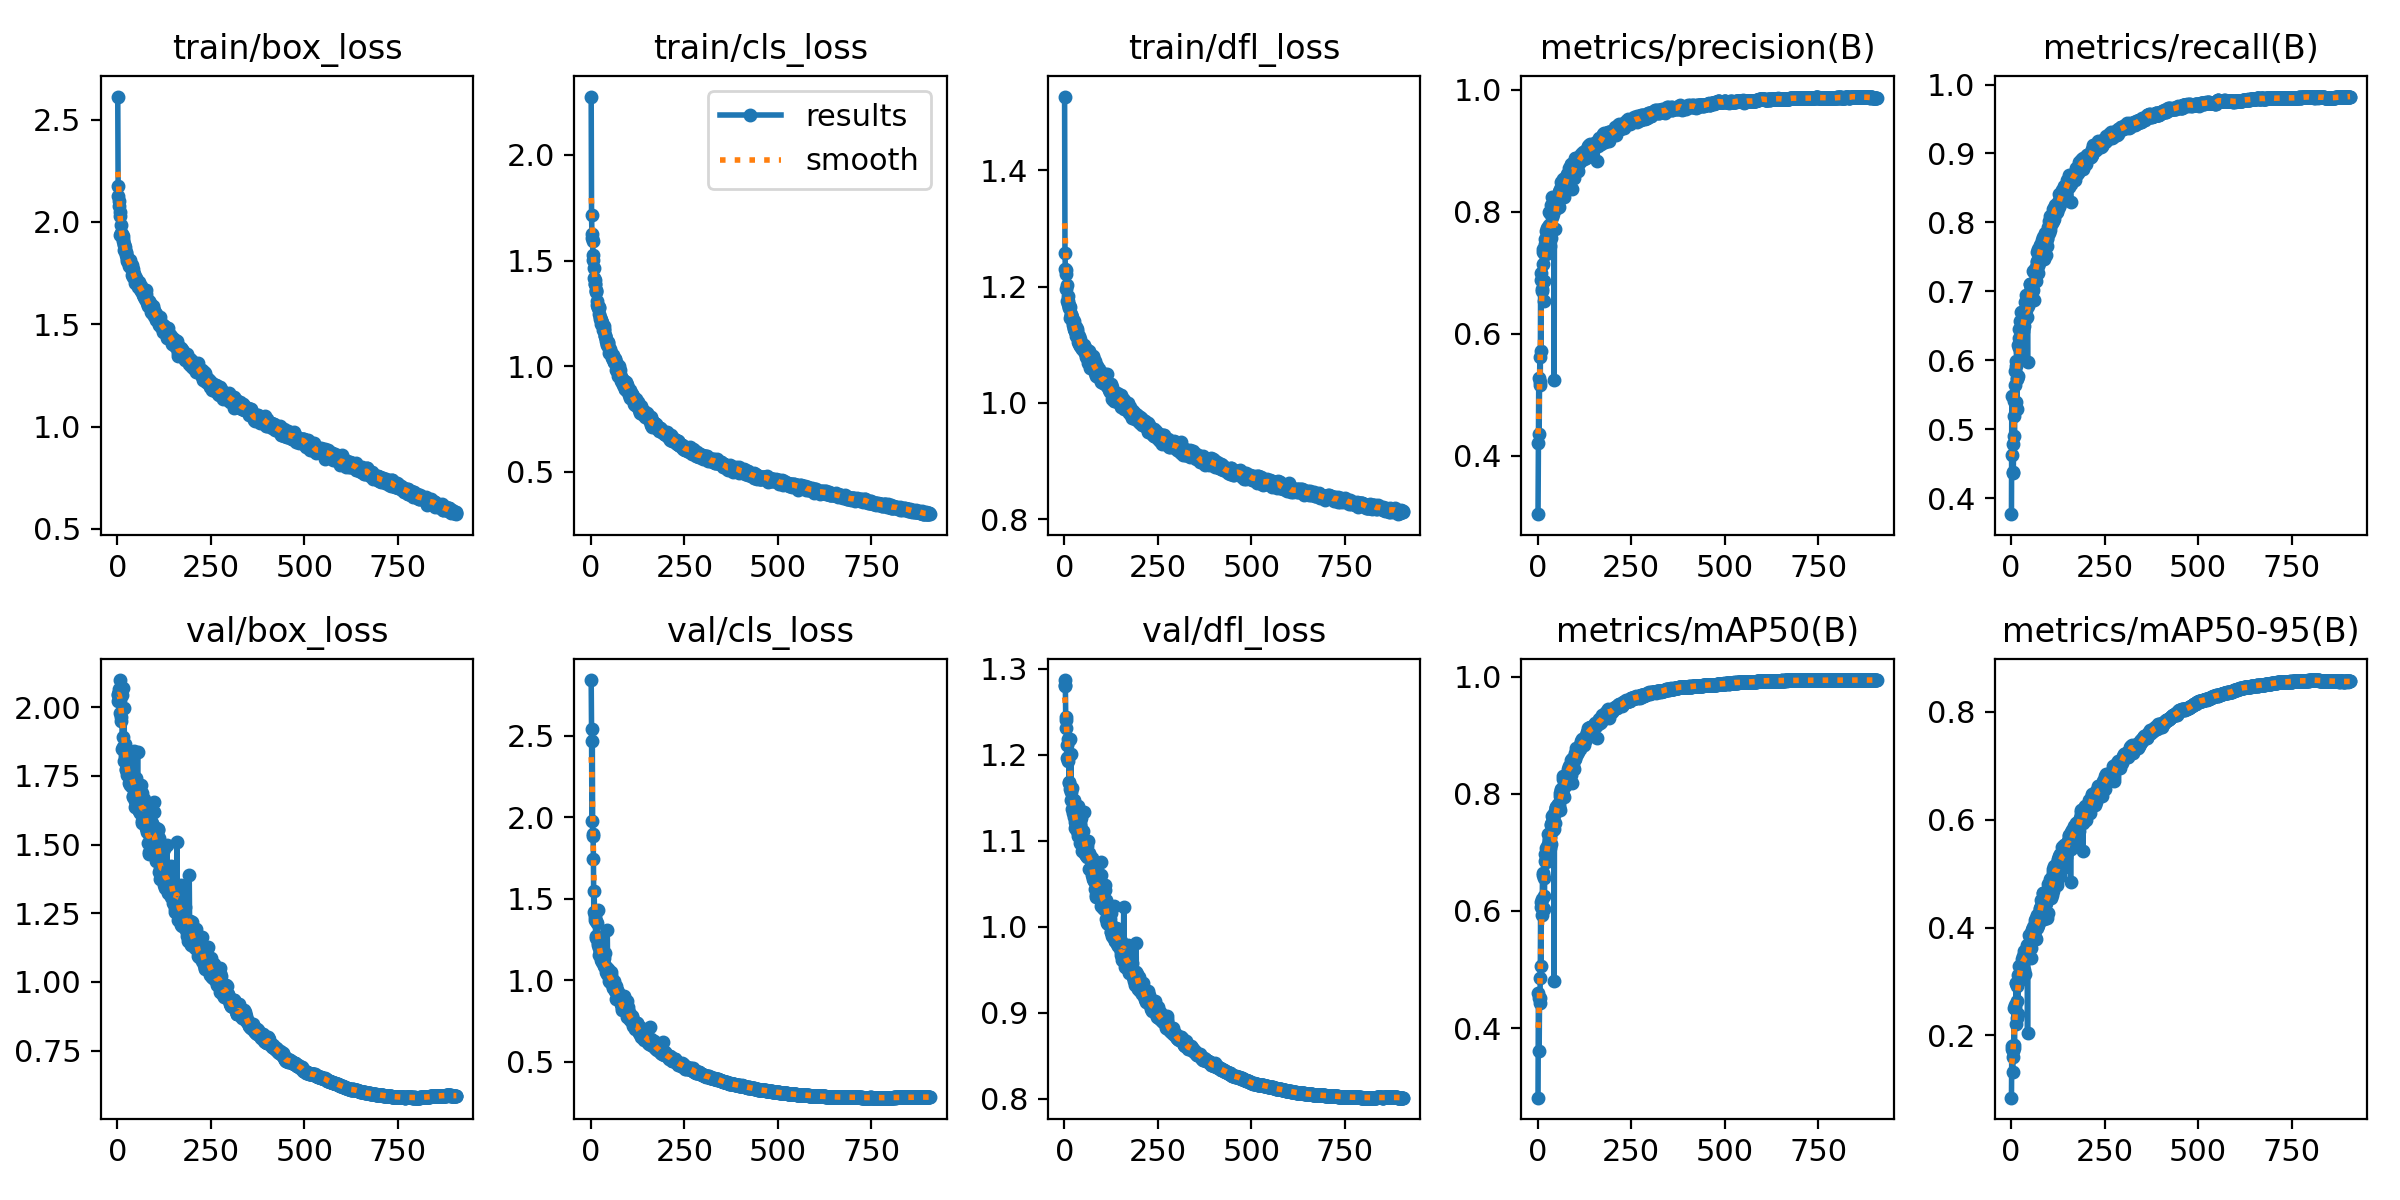 train/box_loss
2.5
2.0
1.5
1.0
0.5
0 250 500 750
train/cls_loss
results
smooth
2.0
1.5
1.0
0.5
0 250 500 750
train/dfl_loss
1.4
1.2
1.0
0.8
0 250 500 750
metrics/precision(B)
1.0
0.8
0.6
0.4
0 250 500 750
metrics/recall(B)
1.0
0.9
0.8
0.7
0.6
0.5
0.4
0 250 500 750
val/box_loss
2.00
1.75
1.50
1.25
1.00
0.75
0 250 500 750
val/cls_loss
2.5
2.0
1.5
1.0
0.5
0 250 500 750
val/dfl_loss
1.3
1.2
1.1
1.0
0.9
0.8
0 250 500 750
metrics/mAP50(B)
1.0
0.8
0.6
0.4
0 250 500 750
metrics/mAP50-95(B)
0.8
0.6
0.4
0.2
0 250 500 750